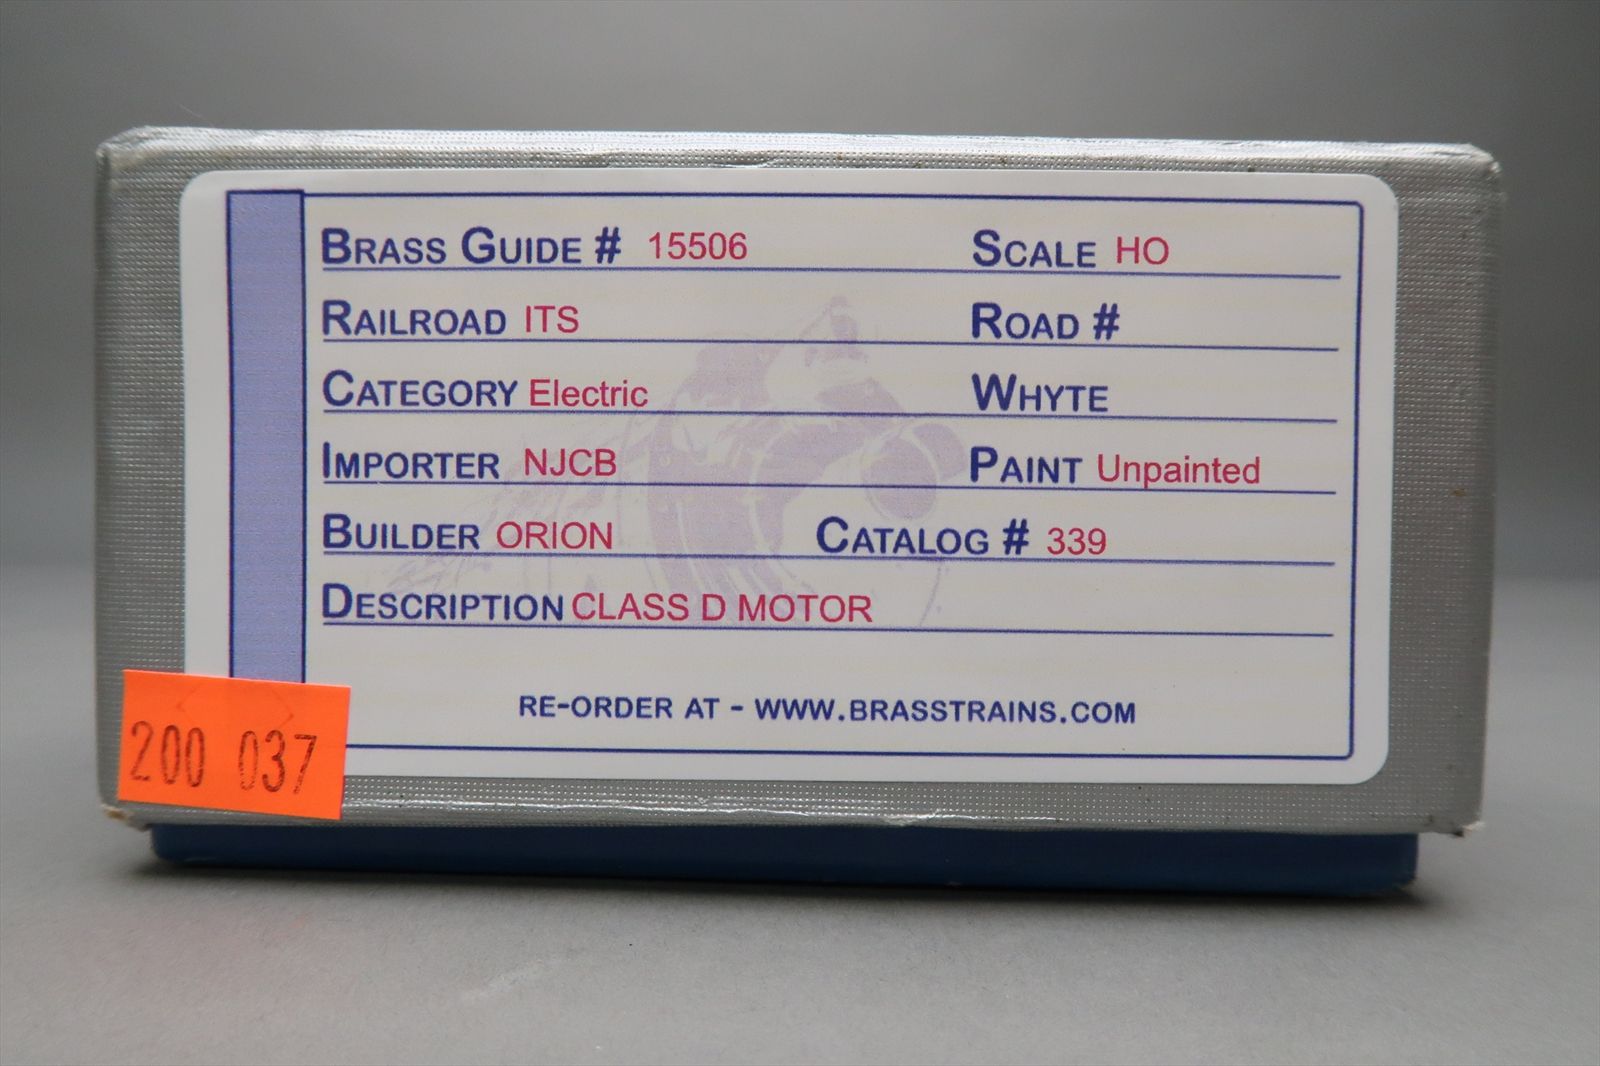 BRASS GUIDE # 15506 SCALE HO
RAILROAD ITS ROAD #
CATEGORY Electric WHYTE
IMPORTER NJCB PAINT Unpainted
BUILDER ORION CATALOG # 339
DESCRIPTION CLASS D MOTOR
RE-ORDER AT - WWW.BRASSTRAINS.COM
200 037